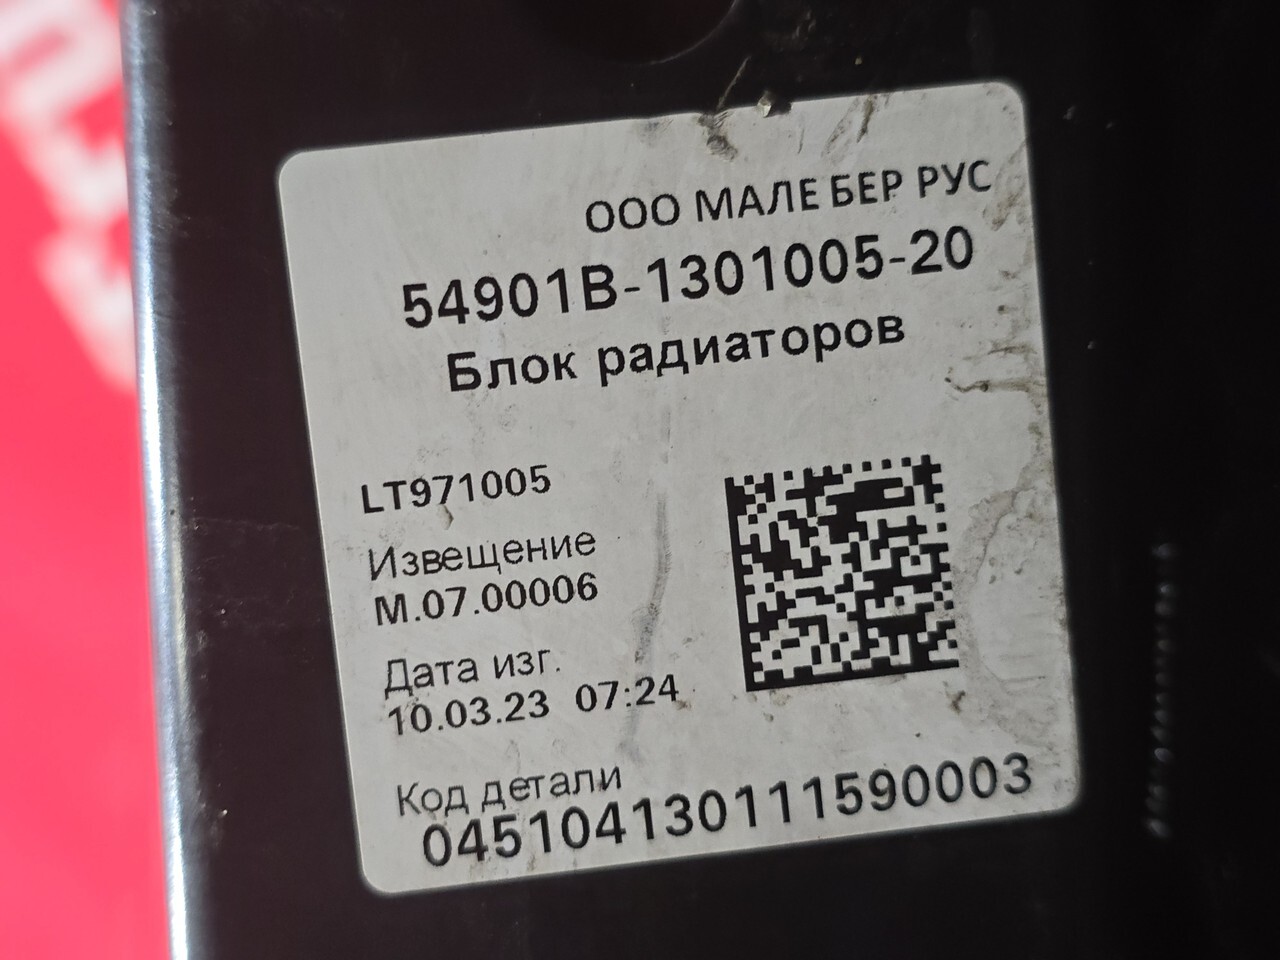 ООО МАЛЕ БЕР РУС
54901В-1301005-20
Блок радиаторов
LT971005
Извещение
М.07.00006
Дата изг.
10.03.23 07:24
Код детали
045104130111590003